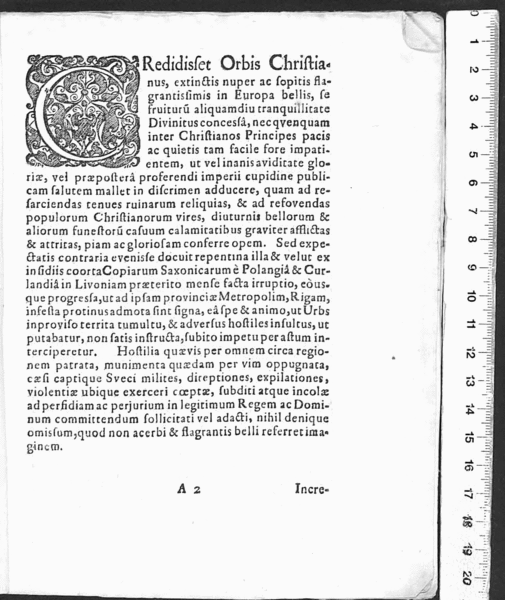 CRedidisset Orbis Christia-
nus, extinctis nuper ac sopitis fla-
grantissimis in Europa bellis, se
fruiturū aliquamdiu tranquillitate
Divinitus concessâ, nec qvenquam
inter Christianos Principes pacis
ac quietis tam facile fore impati-
entem, ut vel inanis aviditate glo-
riæ, vel præposterâ proferendi imperii cupidine publi-
cam salutem mallet in discrimen adducere, quam ad re-
farciendas tenues ruinarum reliquias, & ad refovendas
populorum Christianorum vires, diuturnis bellorum &
aliorum funestorū casuum calamitatibus graviter afflictas
& attritas, piam ac gloriosam conferre opem. Sed expe-
ctatis contraria evenisse docuit repentina illa & velut ex
insidiis coorta Copiarum Saxonicarum è Polangiâ & Cur-
landiâ in Livoniam præterito mense facta irruptio, eòus-
que progressa, ut ad ipsam provinciæ Metropolim, Rigam,
infesta protinus admota sint signa, eâ spe & animo, ut Urbs
inproviso territa tumultu, & adversus hostiles insultus, ut
putabatur, non satis instructa, subito impetu per astum in-
terciperetur. Hostilia quævis per omnem circa regio-
nem patrata, munimenta quædam per vim oppugnata,
cæsi captique Sveci milites, direptiones, expilationes,
violentiæ ubique exerceri cœptæ, subditi atque incolæ
ad perfidiam ac perjurium in legitimum Regem ac Domi-
num committendum sollicitati vel adacti, nihil denique
omissum, quod non acerbi & flagrantis belli referret ima-
ginem.
A 2 Incre-
0
1
2
3
4
5
6
7
8
9
10
11
12
13
14
15
16
17
18
19
20